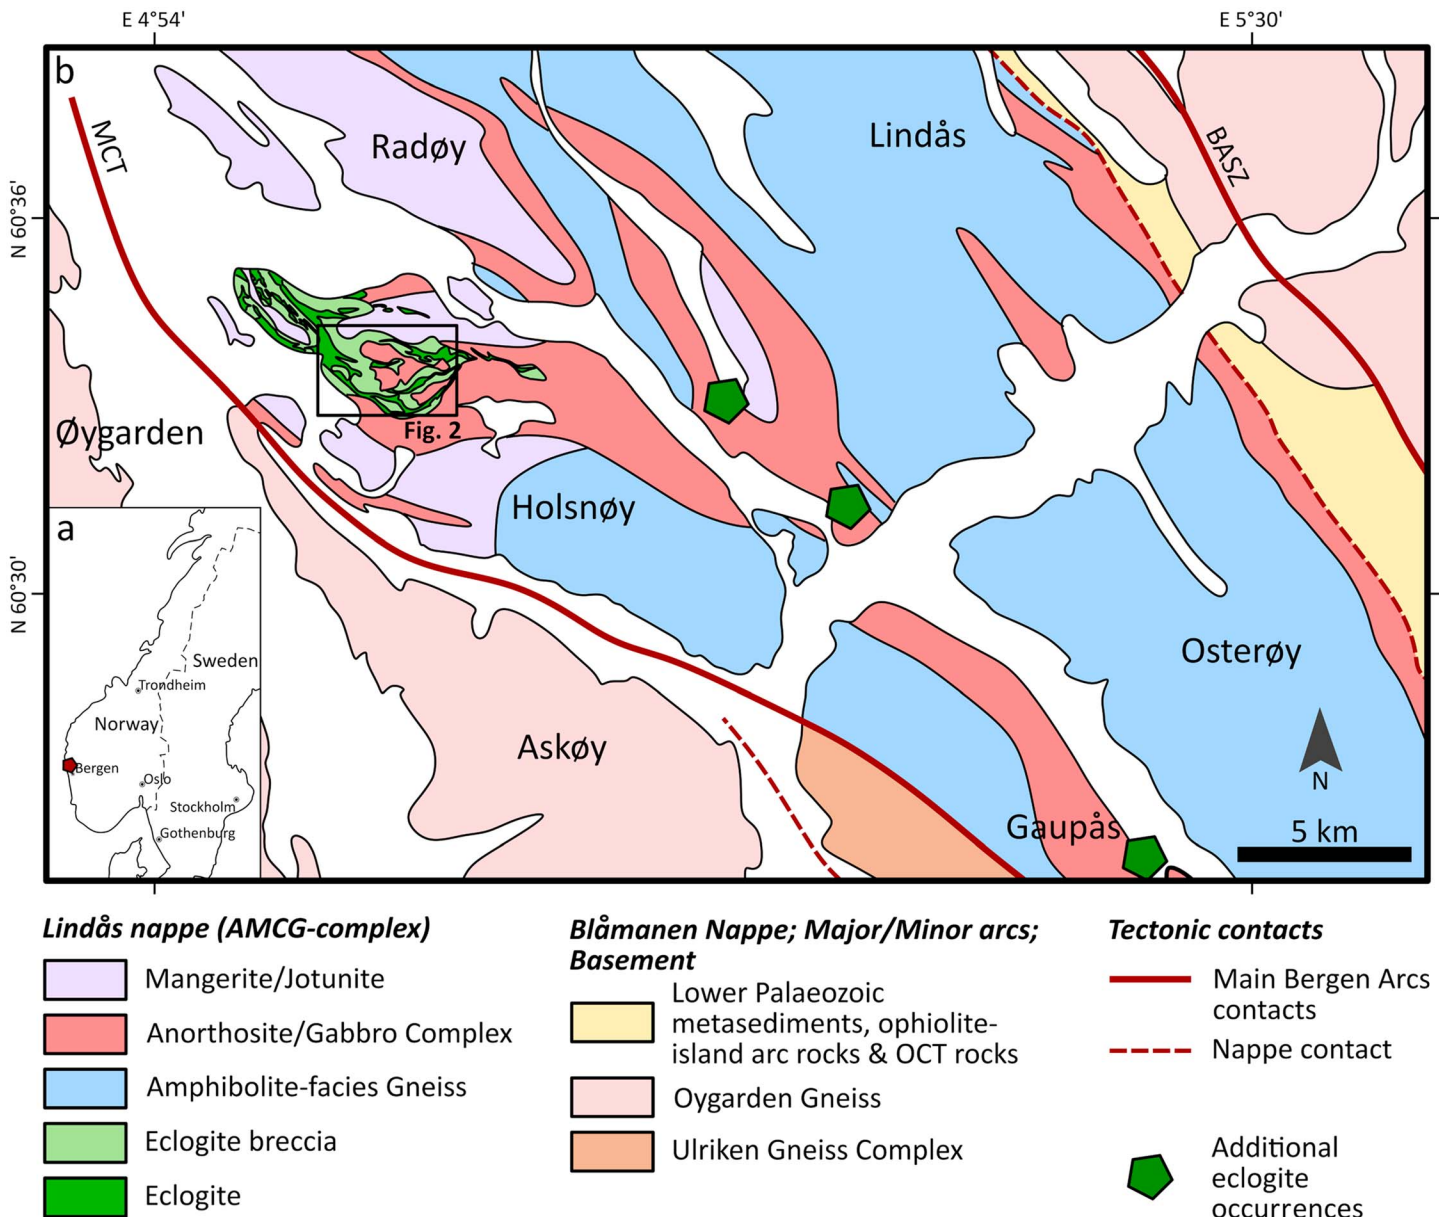 E 4°54'
E 5°30'
b
MCT
Radøy
Lindås
BASZ
N 60°36'
Øygarden
Fig. 2
Holsnøy
a
N 60°30'
Sweden
Trondheim
Norway
Bergen
Oslo
Stockholm
Gothenburg
Osterøy
Askøy
N
Gaupås
5 km
Lindås nappe (AMCG-complex)
Mangerite/Jotunite
Anorthosite/Gabbro Complex
Amphibolite-facies Gneiss
Eclogite breccia
Eclogite
Blåmanen Nappe; Major/Minor arcs;
Basement
Lower Palaeozoic
metasediments, ophiolite-
island arc rocks & OCT rocks
Oygarden Gneiss
Ulriken Gneiss Complex
Tectonic contacts
Main Bergen Arcs
contacts
Nappe contact
Additional
eclogite
occurrences